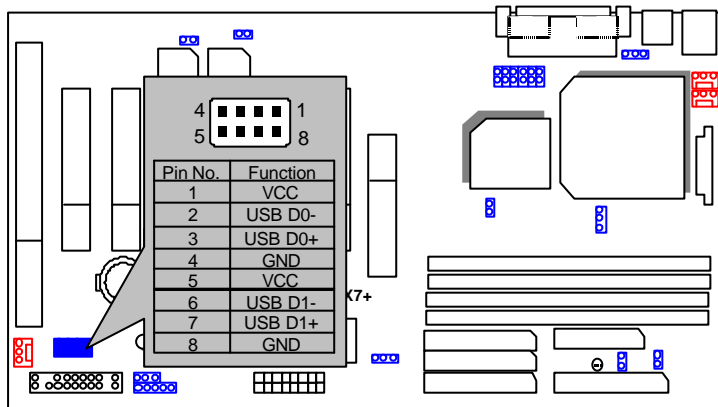 4 1
5 8
Pin No. Function
1 VCC
2 USB D0-
3 USB D0+
4 GND
5 VCC
6 USB D1-
7 USB D1+
8 GND
X7+